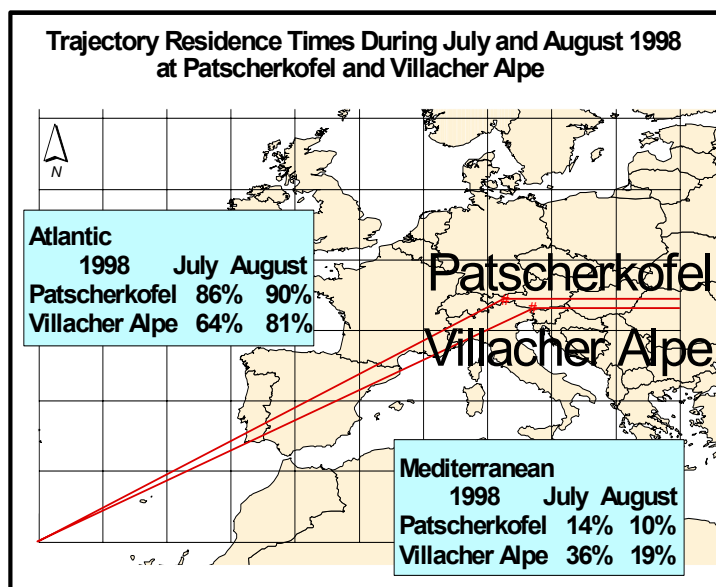 Trajectory Residence Times During July and August 1998
at Patscherkofel and Villacher Alpe
N
Atlantic
1998 July August
Patscherkofel 86% 90%
Villacher Alpe 64% 81%
Patscherkofel
#
#
Villacher Alpe
Mediterranean
1998 July August
Patscherkofel 14% 10%
Villacher Alpe 36% 19%